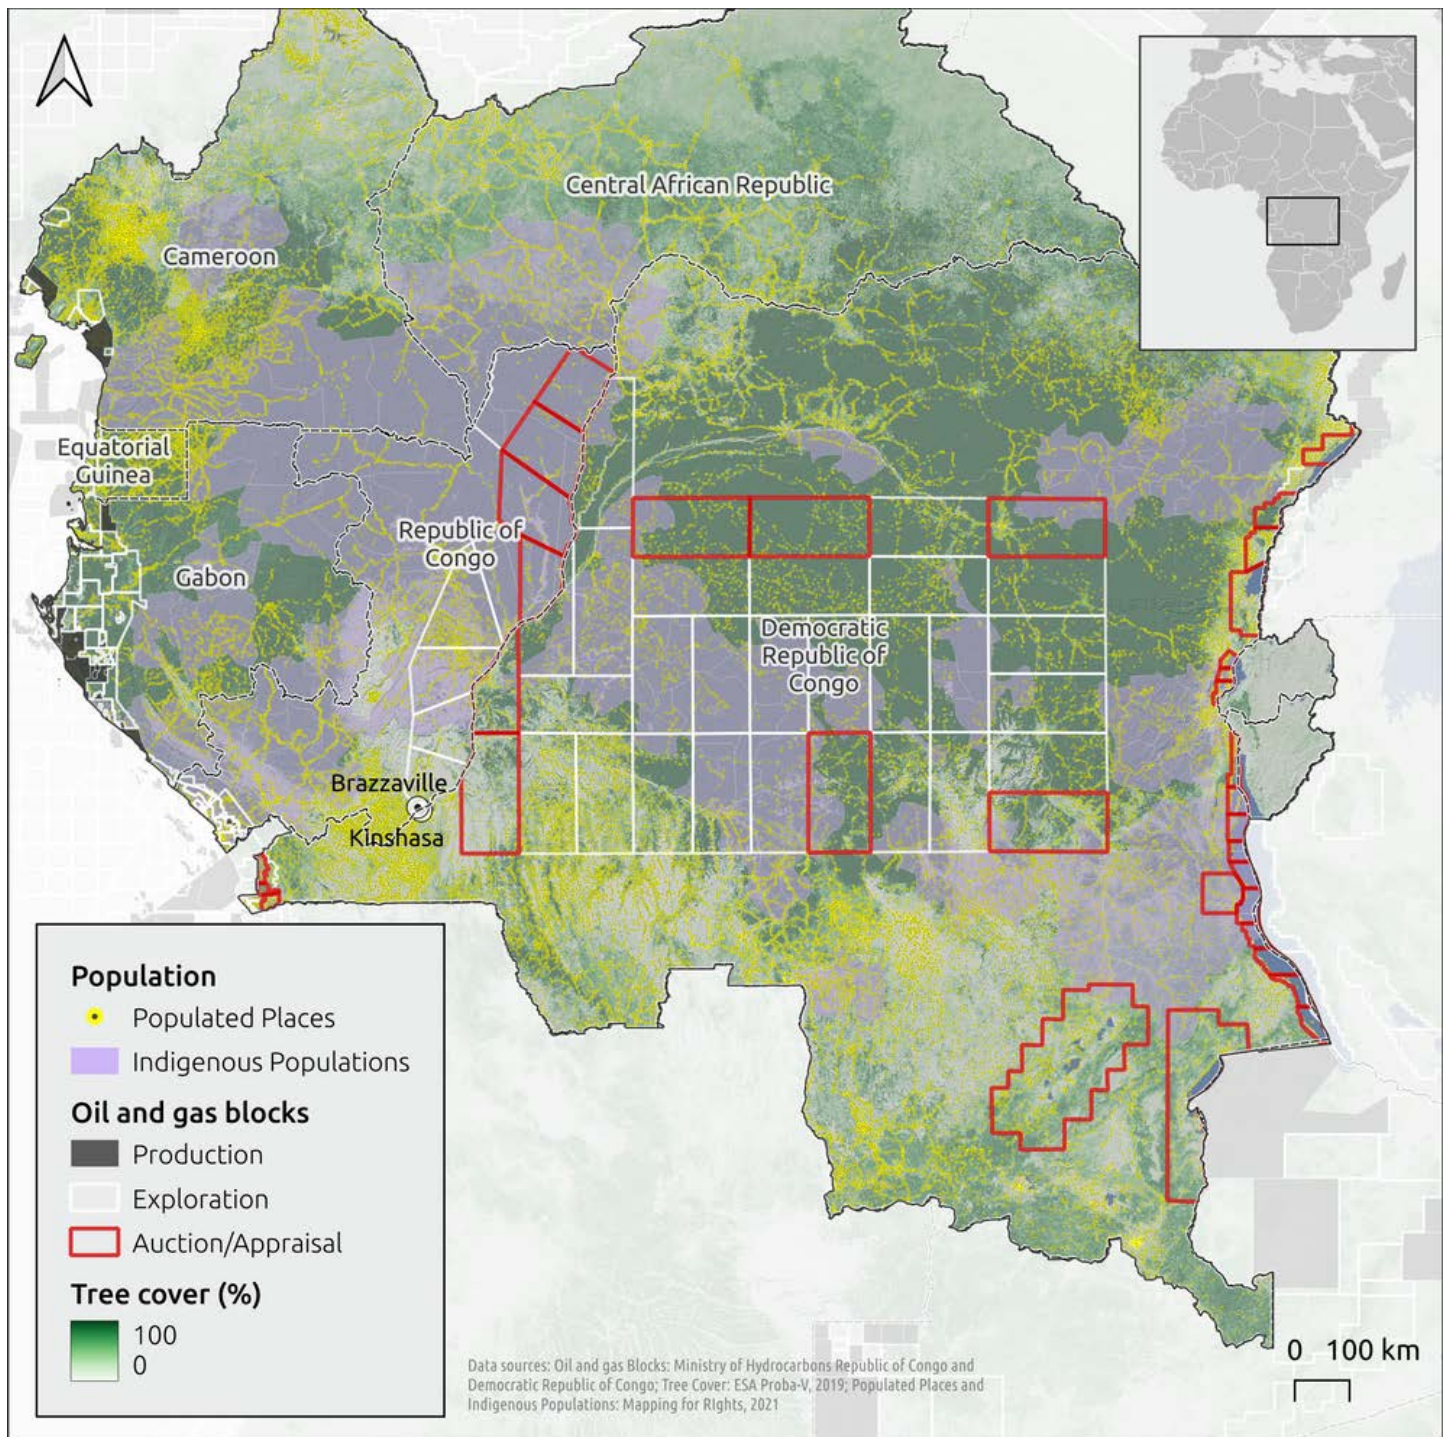 Central African Republic
Cameroon
Equatorial
Guinea
Republic of
Congo
Gabon
Democratic
Republic of
Congo
Brazzaville
Kinshasa
Population
Populated Places
Indigenous Populations
Oil and gas blocks
Production
Exploration
Auction/Appraisal
Tree cover (%)
100
0
0 100 km
Data sources: Oil and gas Blocks: Ministry of Hydrocarbons Republic of Congo and
Democratic Republic of Congo; Tree Cover: ESA Proba-V, 2019; Populated Places and
Indigenous Populations: Mapping for RIghts, 2021